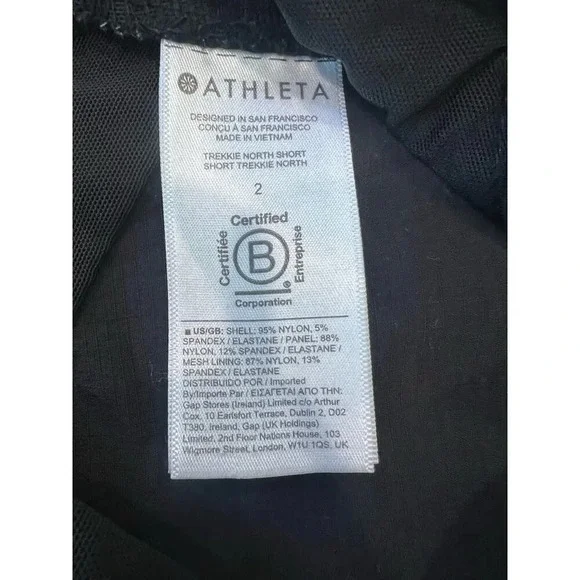 ATHLETA
DESIGNED IN SAN FRANCISCO
CONÇU À SAN FRANCISCO
MADE IN VIETNAM
TREKKIE NORTH SHORT
SHORT TREKKIE NORTH
2
Certified
Certifiée
B
Entreprise
®
Corporation
■ US/GB: SHELL: 95% NYLON, 5%
SPANDEX / ELASTANE / PANEL: 88%
NYLON, 12% SPANDEX / ELASTANE /
MESH LINING: 87% NYLON, 13%
SPANDEX / ELASTANE
DISTRIBUIDO POR / Imported
By/Importe Par / ΕΙΣΑΓΕΤΑΙ ΑΠΟ ΤΗΝ:
Gap Stores (Ireland) Limited c/o Arthur
Cox, 10 Earlsfort Terrace, Dublin 2, D02
T380, Ireland, Gap (UK Holdings)
Limited, 2nd Floor Nations House, 103
Wigmore Street, London, W1U 1QS, UK